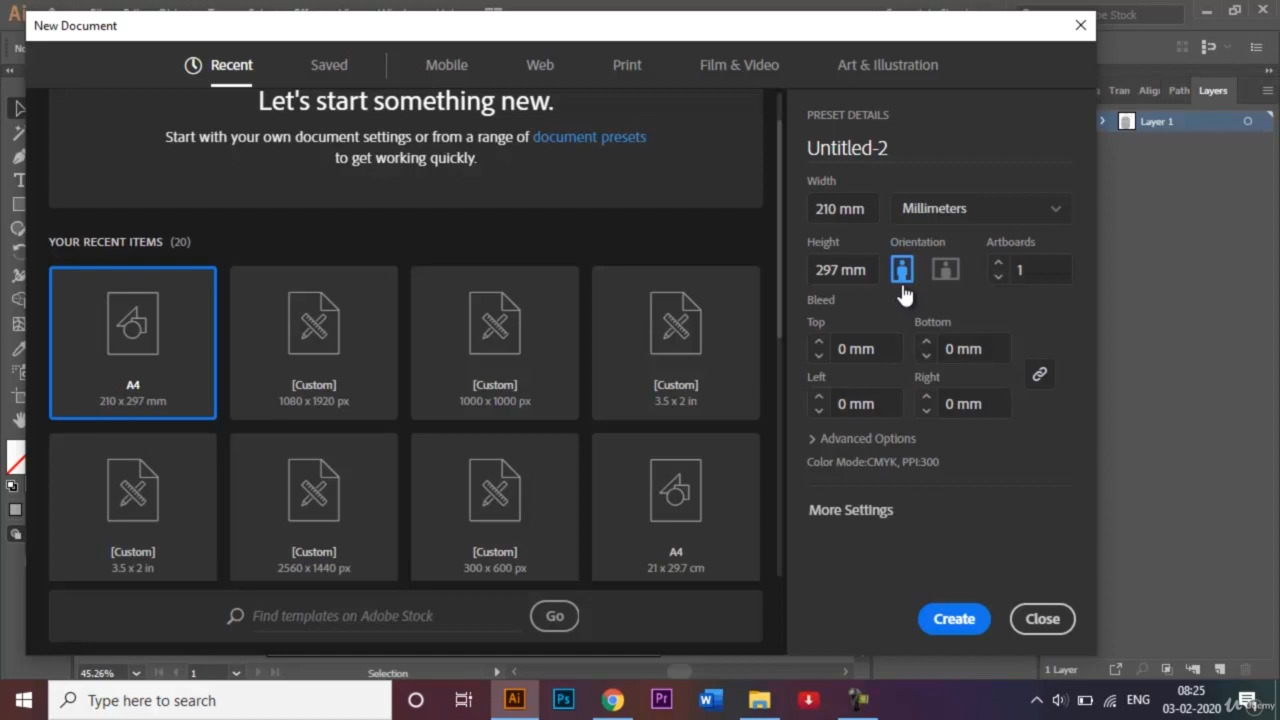 Ai
New Document
Stock
Recent
Saved
Mobile
Web
Print
Film & Video
Art & Illustration
Let's start something new.
Start with your own document settings or from a range of document presets
to get working quickly.
YOUR RECENT ITEMS (20)
A4
210 x 297 mm
[Custom]
1080 x 1920 px
[Custom]
1000 x 1000 px
[Custom]
3.5 x 2 in
[Custom]
3.5 x 2 in
[Custom]
2560 x 1440 px
[Custom]
300 x 600 px
A4
21 x 29.7 cm
Find templates on Adobe Stock
Go
PRESET DETAILS
Untitled-2
Width
210 mm
Millimeters
Height
Orientation
Artboards
297 mm
1
Bleed
Top
Bottom
0 mm
0 mm
Left
Right
0 mm
0 mm
Advanced Options
Color Mode:CMYK, PPI:300
More Settings
Create
Close
Tran
Alig
Path
Layers
Layer 1
45.26%
1
Selection
1 Layer
Type here to search
Ai
Ps
Pr
W
ENG
08:25
03-02-2020
Udemy